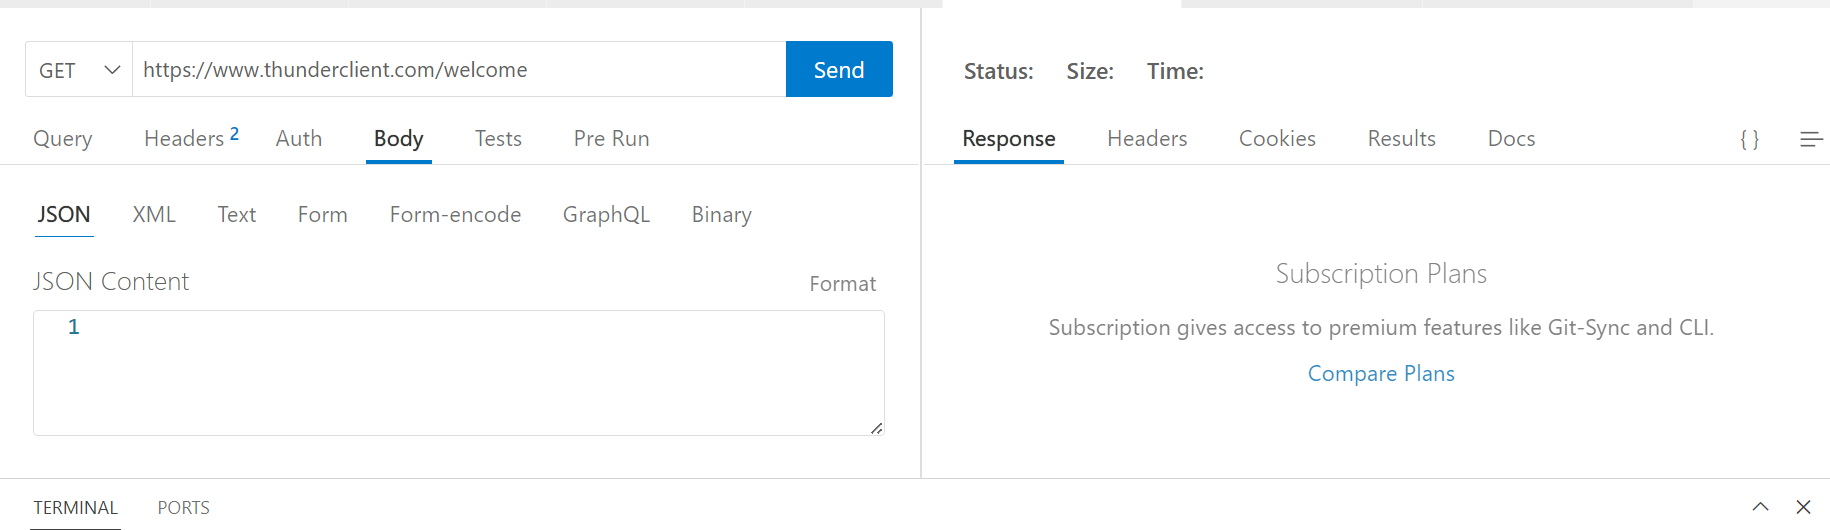 GET https://www.thunderclient.com/welcome Send
Query Headers 2 Auth Body Tests Pre Run
JSON XML Text Form Form-encode GraphQL Binary
JSON Content Format
1
Status: Size: Time:
Response Headers Cookies Results Docs { }
Subscription Plans
Subscription gives access to premium features like Git-Sync and CLI.
Compare Plans
TERMINAL PORTS